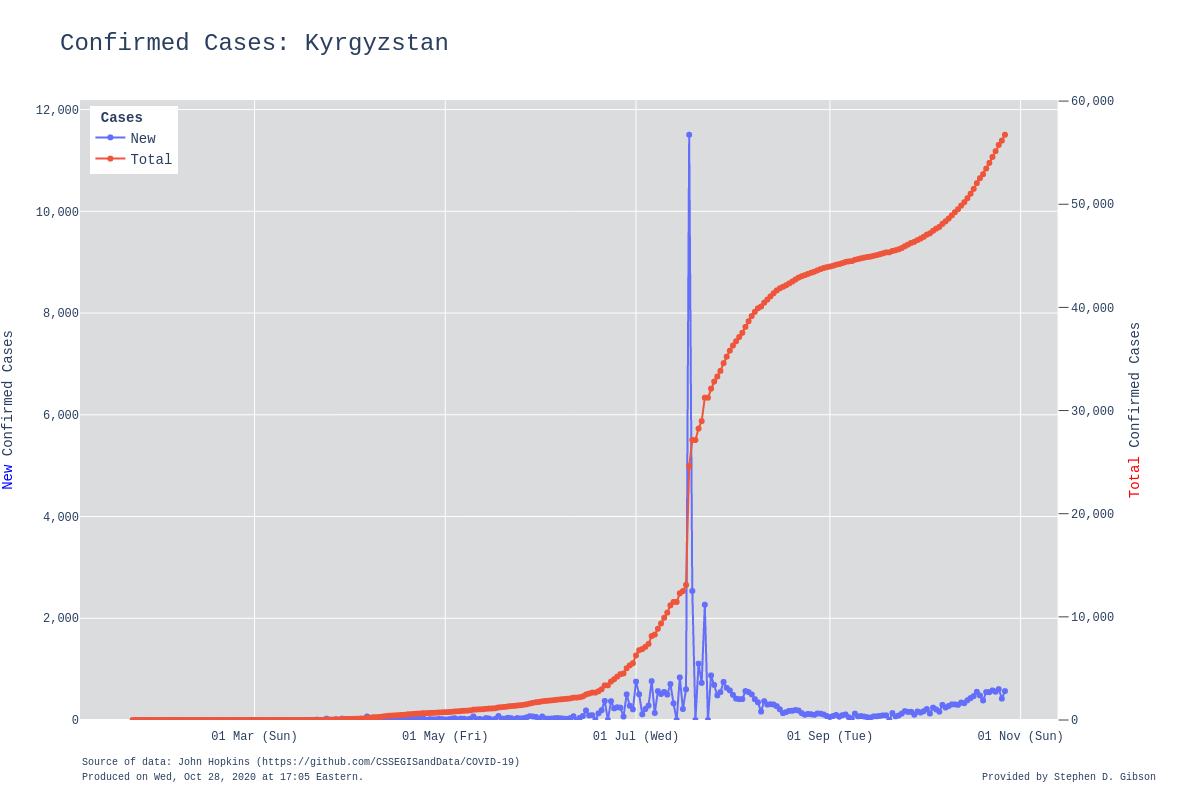 Confirmed Cases: Kyrgyzstan
Cases
New
Total
12,000
10,000
8,000
6,000
4,000
2,000
0
New Confirmed Cases
60,000
50,000
40,000
30,000
20,000
10,000
0
Total Confirmed Cases
01 Mar (Sun)
01 May (Fri)
01 Jul (Wed)
01 Sep (Tue)
01 Nov (Sun)
Source of data: John Hopkins (https://github.com/CSSEGISandData/COVID-19)
Produced on Wed, Oct 28, 2020 at 17:05 Eastern.
Provided by Stephen D. Gibson